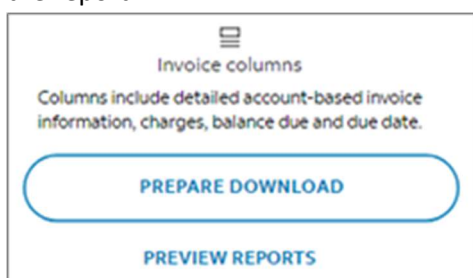 Invoice columns
Columns include detailed account-based invoice
information, charges, balance due and due date.
PREPARE DOWNLOAD
PREVIEW REPORTS